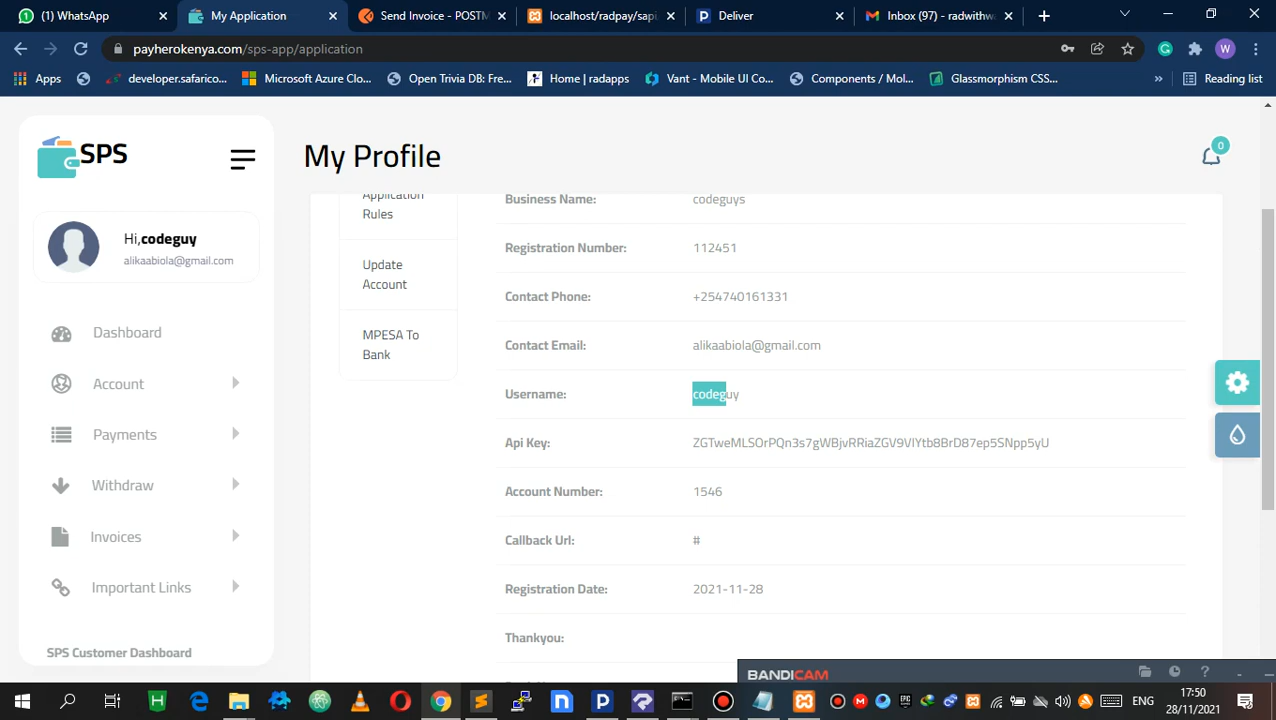 (1) WhatsApp
My Application
Send Invoice - POSTM
localhost/radpay/sapi
Deliver
Inbox (97) - radwithw
payherokenya.com/sps-app/application
Apps
developer.safarico...
Microsoft Azure Clo...
Open Trivia DB: Fre...
Home | radapps
Vant - Mobile UI Co...
Components / Mol...
Glassmorphism CSS...
»
Reading list
SPS
My Profile
0
Hi,codeguy
alikaabiola@gmail.com
Dashboard
Account
Payments
Withdraw
Invoices
Important Links
SPS Customer Dashboard
Application
Rules
Update
Account
MPESA To
Bank
Business Name: codeguys
Registration Number: 112451
Contact Phone: +254740161331
Contact Email: alikaabiola@gmail.com
Username: codeguy
Api Key: ZGTweMLSOrPQn3s7gWBjvRRiaZGV9VIYtb8BrD87ep5SNpp5yU
Account Number: 1546
Callback Url: #
Registration Date: 2021-11-28
Thankyou:
BANDICAM
ENG
17:50
28/11/2021